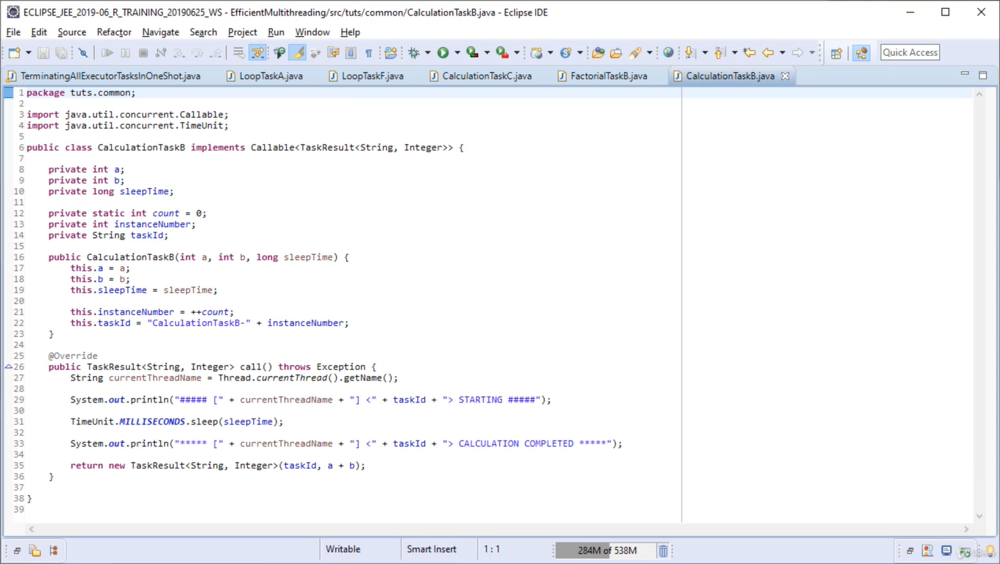 ECLIPSE_JEE_2019-06_R_TRAINING_20190625_WS - EfficientMultithreading/src/tuts/common/CalculationTaskB.java - Eclipse IDE
File Edit Source Refactor Navigate Search Project Run Window Help
Quick Access
TerminatingAllExecutorTasksInOneShot.java LoopTaskA.java LoopTaskF.java CalculationTaskC.java FactorialTaskB.java CalculationTaskB.java
1 package tuts.common;
2
3 import java.util.concurrent.Callable;
4 import java.util.concurrent.TimeUnit;
5
6 public class CalculationTaskB implements Callable<TaskResult<String, Integer>> {
7
8     private int a;
9     private int b;
10     private long sleepTime;
11
12     private static int count = 0;
13     private int instanceNumber;
14     private String taskId;
15
16     public CalculationTaskB(int a, int b, long sleepTime) {
17         this.a = a;
18         this.b = b;
19         this.sleepTime = sleepTime;
20
21         this.instanceNumber = ++count;
22         this.taskId = "CalculationTaskB-" + instanceNumber;
23     }
24
25     @Override
26     public TaskResult<String, Integer> call() throws Exception {
27         String currentThreadName = Thread.currentThread().getName();
28
29         System.out.println("##### [" + currentThreadName + "] <" + taskId + "> STARTING #####");
30
31         TimeUnit.MILLISECONDS.sleep(sleepTime);
32
33         System.out.println("***** [" + currentThreadName + "] <" + taskId + "> CALCULATION COMPLETED *****");
34
35         return new TaskResult<String, Integer>(taskId, a + b);
36     }
37
38 }
39
Writable Smart Insert 1 : 1 284M of 538M